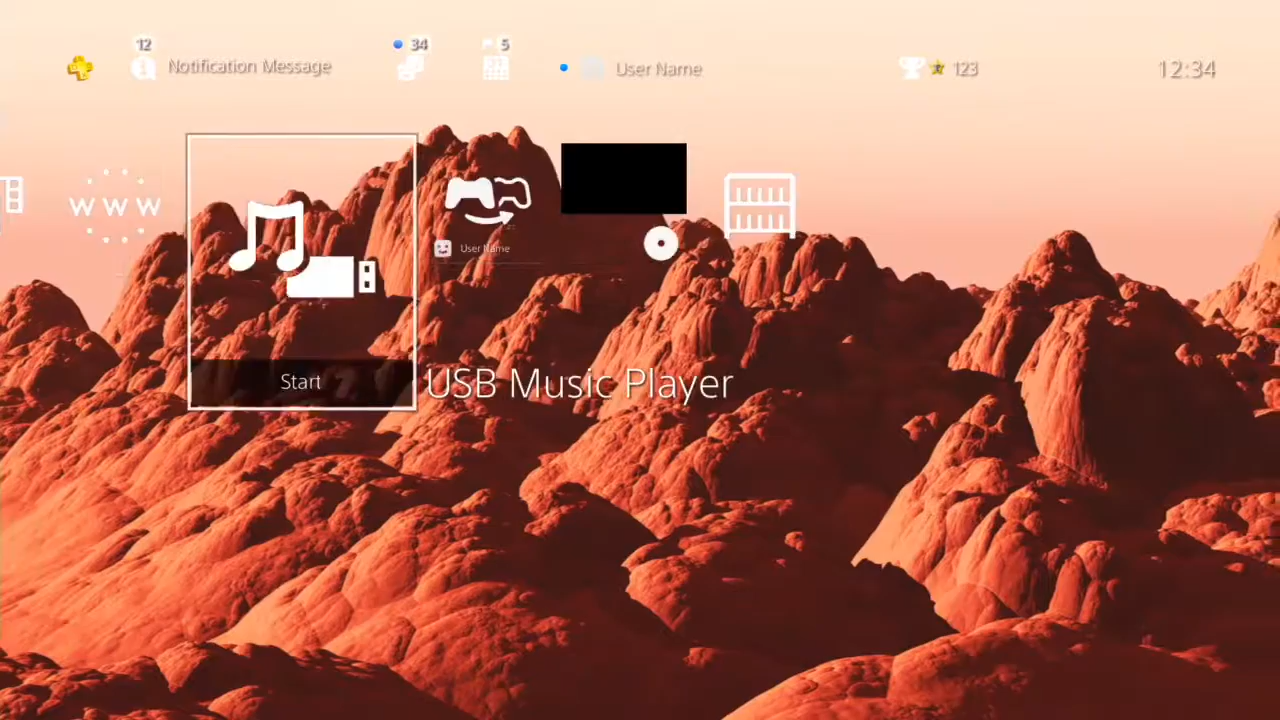 12
34
5
Notification Message
User Name
123
12:34
WWW
User Name
Start
USB Music Player